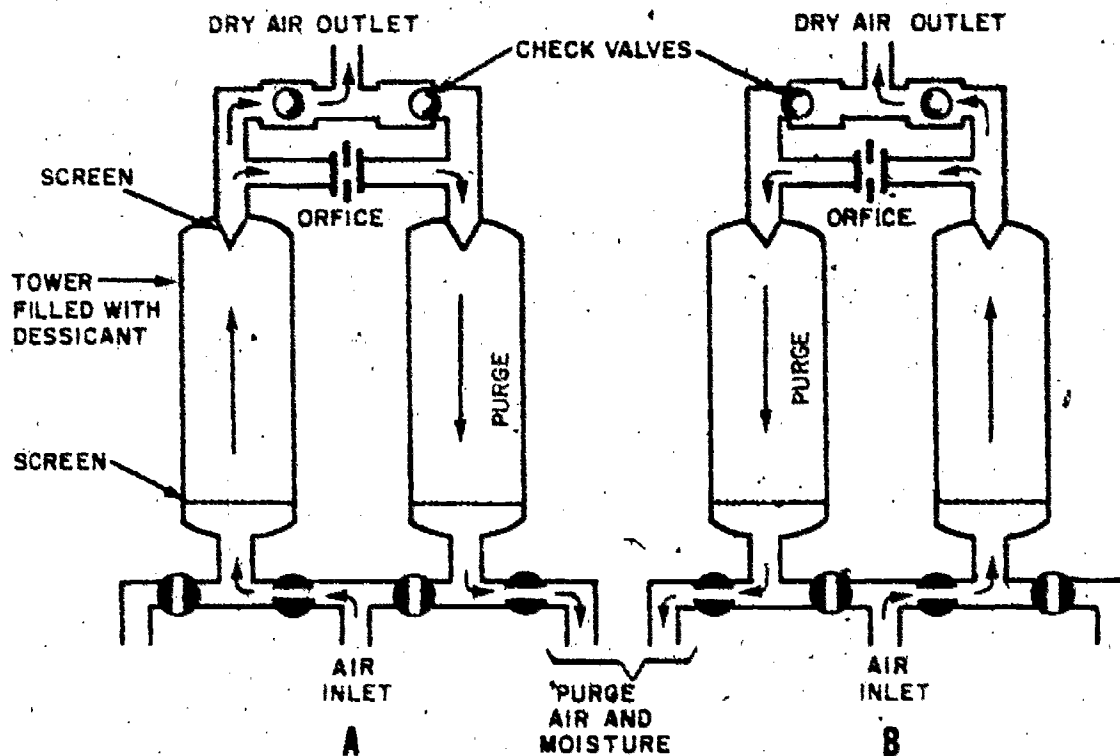 DRY AIR OUTLET
CHECK VALVES
DRY AIR OUTLET
SCREEN
ORFICE
ORFICE
TOWER
FILLED WITH
DESSICANT
PURGE
PURGE
SCREEN
AIR
INLET
PURGE
AIR AND
MOISTURE
AIR
INLET
A
B